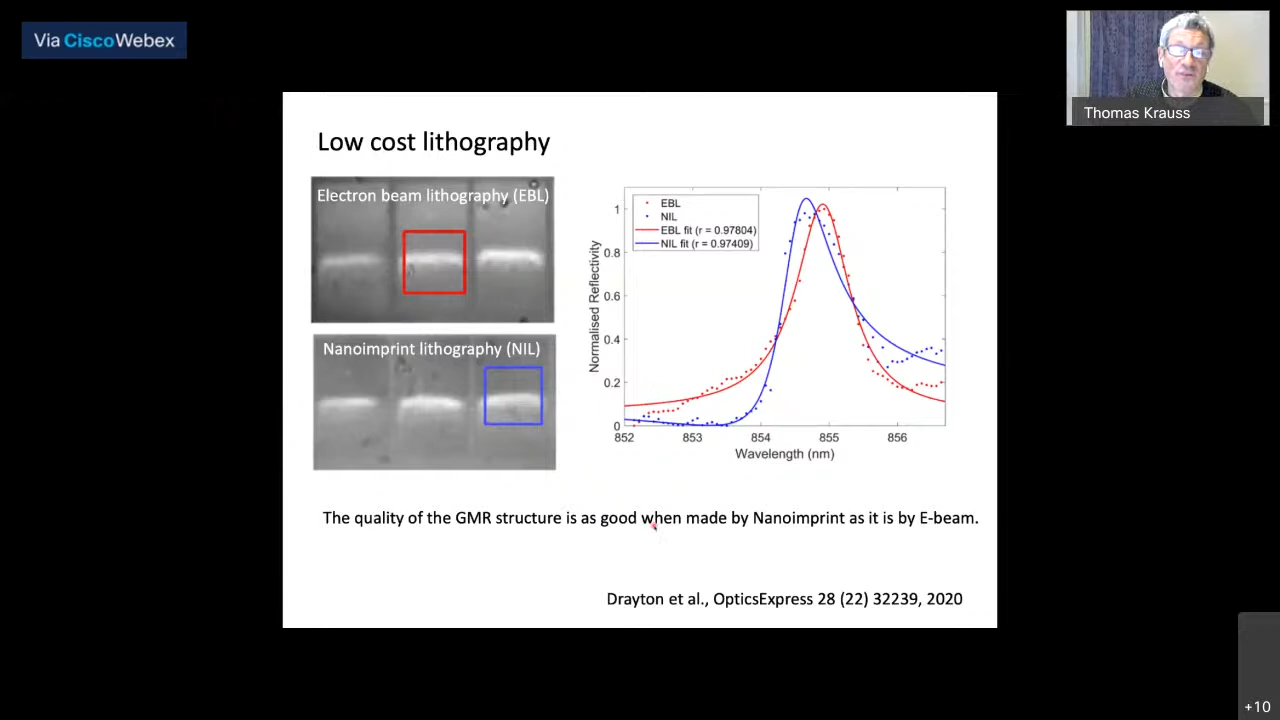 Via Cisco Webex
Thomas Krauss
Low cost lithography
Electron beam lithography (EBL)
Nanoimprint lithography (NIL)
EBL
NIL
EBL fit (r = 0.97804)
NIL fit (r = 0.97409)
Normalised Reflectivity
1
0.8
0.6
0.4
0.2
0
852
853
854
855
856
Wavelength (nm)
The quality of the GMR structure is as good when made by Nanoimprint as it is by E-beam.
Drayton et al., OpticsExpress 28 (22) 32239, 2020
+10